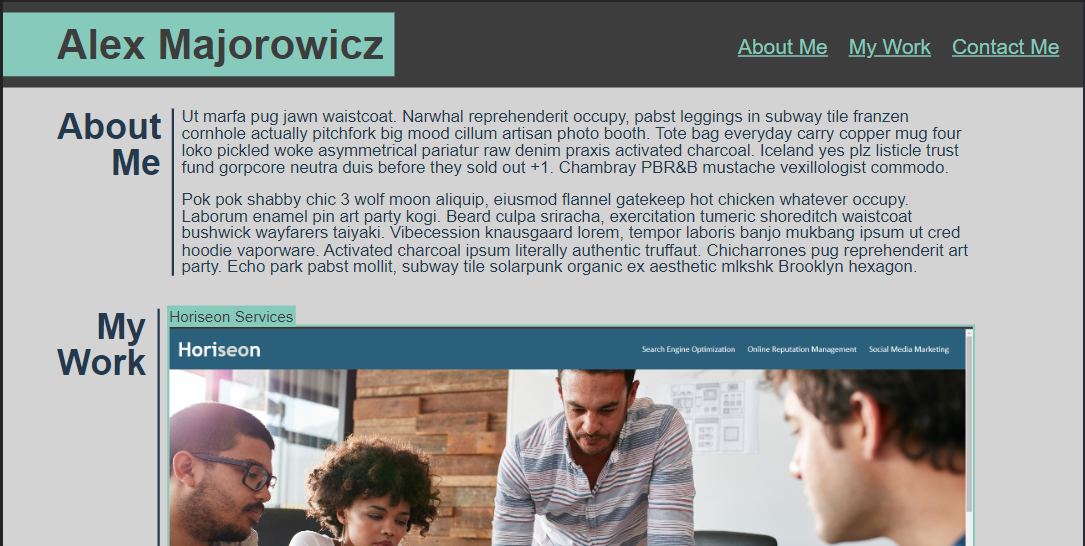 Alex Majorowicz
About Me
My Work
Contact Me
About
Me
Ut marfa pug jawn waistcoat. Narwhal reprehenderit occupy, pabst leggings in subway tile franzen
cornhole actually pitchfork big mood cillum artisan photo booth. Tote bag everyday carry copper mug four
loko pickled woke asymmetrical pariatur raw denim praxis activated charcoal. Iceland yes plz listicle trust
fund gorpcore neutra duis before they sold out +1. Chambray PBR&B mustache vexillologist commodo.
Pok pok shabby chic 3 wolf moon aliquip, eiusmod flannel gatekeep hot chicken whatever occupy.
Laborum enamel pin art party kogi. Beard culpa sriracha, exercitation tumeric shoreditch waistcoat
bushwick wayfarers taiyaki. Vibecession knausgaard lorem, tempor laboris banjo mukbang ipsum ut cred
hoodie vaporware. Activated charcoal ipsum literally authentic truffaut. Chicharrones pug reprehenderit art
party. Echo park pabst mollit, subway tile solarpunk organic ex aesthetic mlkshk Brooklyn hexagon.
My
Work
Horiseon Services
Horiseon
Search Engine Optimization
Online Reputation Management
Social Media Marketing